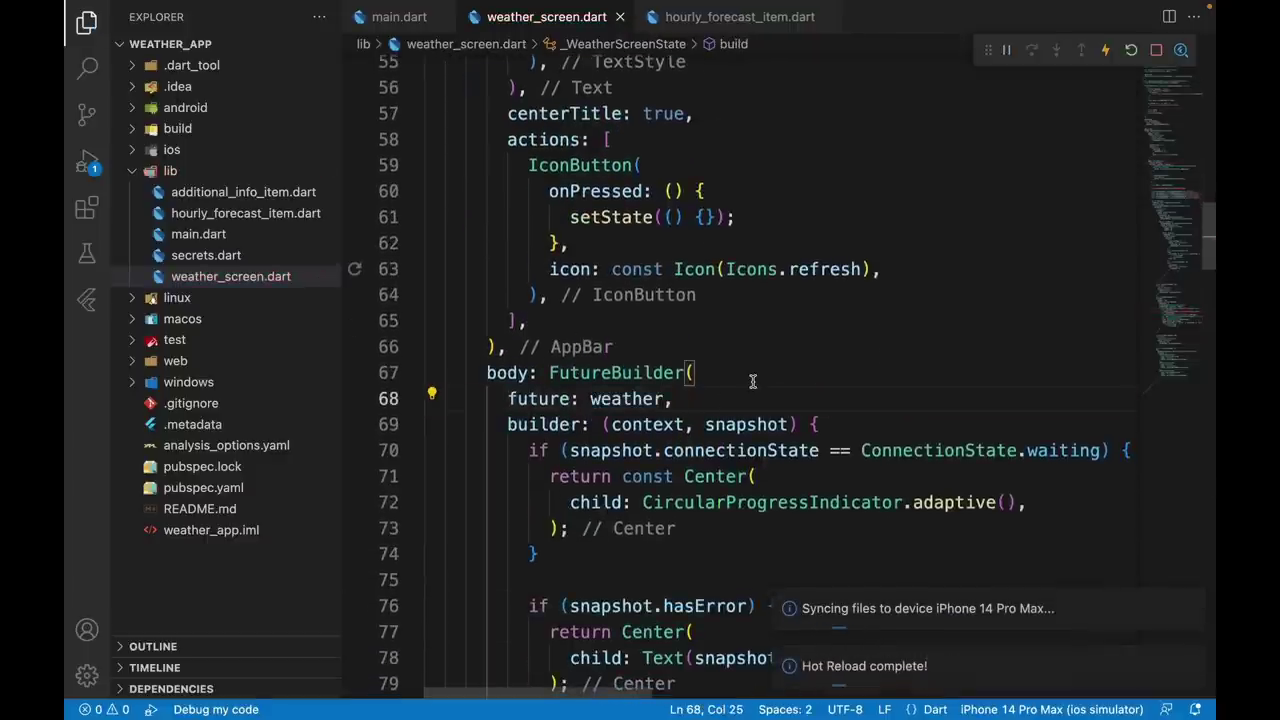 EXPLORER
WEATHER_APP
.dart_tool
.idea
android
build
ios
lib
additional_info_item.dart
hourly_forecast_item.dart
main.dart
secrets.dart
weather_screen.dart
linux
macos
test
web
windows
.gitignore
.metadata
analysis_options.yaml
pubspec.lock
pubspec.yaml
README.md
weather_app.iml
OUTLINE
TIMELINE
DEPENDENCIES
1
main.dart
weather_screen.dart
hourly_forecast_item.dart
lib > weather_screen.dart > _WeatherScreenState > build
55 ), // TextStyle
56 ), // Text
57 centerTitle: true,
58 actions: [
59 IconButton(
60 onPressed: () {
61 setState(() {});
62 },
63 icon: const Icon(Icons.refresh),
64 ), // IconButton
65 ],
66 ), // AppBar
67 body: FutureBuilder(
68 future: weather,
69 builder: (context, snapshot) {
70 if (snapshot.connectionState == ConnectionState.waiting) {
71 return const Center(
72 child: CircularProgressIndicator.adaptive(),
73 ); // Center
74 }
75
76 if (snapshot.hasError) {
77 return Center(
78 child: Text(snapshot
79 ); // Center
Syncing files to device iPhone 14 Pro Max...
Hot Reload complete!
0 0 Debug my code
Ln 68, Col 25 Spaces: 2 UTF-8 LF {} Dart iPhone 14 Pro Max (ios simulator)